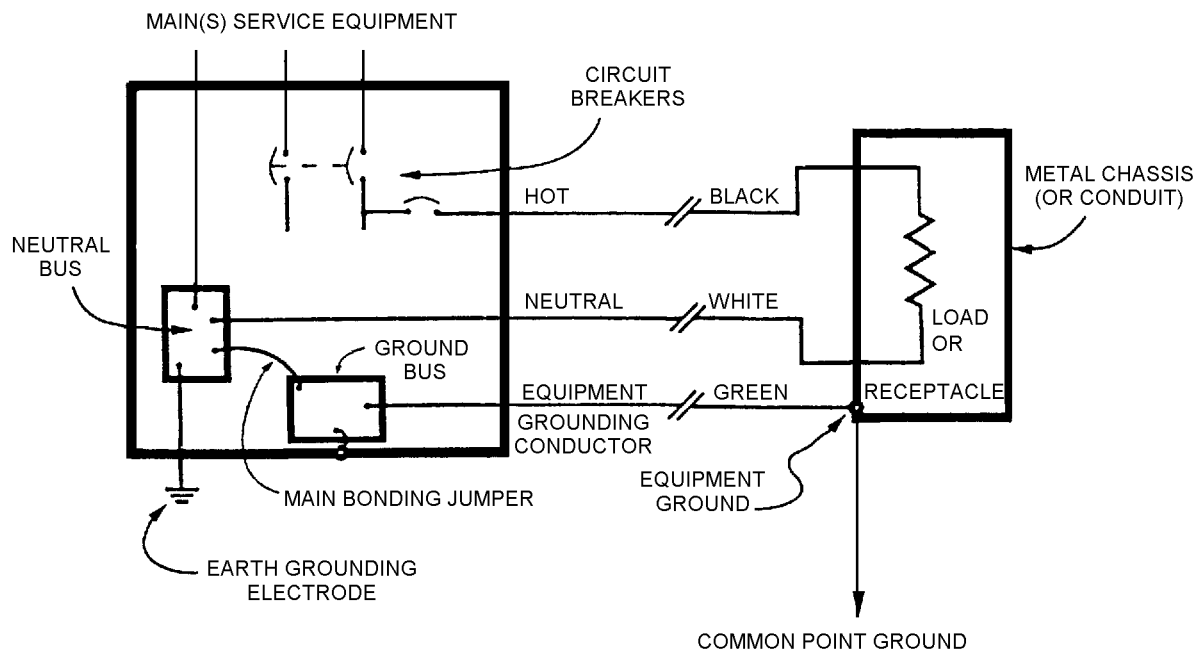 MAIN(S) SERVICE EQUIPMENT
CIRCUIT
BREAKERS
METAL CHASSIS
(OR CONDUIT)
HOT
BLACK
NEUTRAL
BUS
NEUTRAL
WHITE
LOAD
OR
RECEPTACLE
GROUND
BUS
EQUIPMENT
GROUNDING
CONDUCTOR
GREEN
EQUIPMENT
GROUND
MAIN BONDING JUMPER
EARTH GROUNDING
ELECTRODE
COMMON POINT GROUND